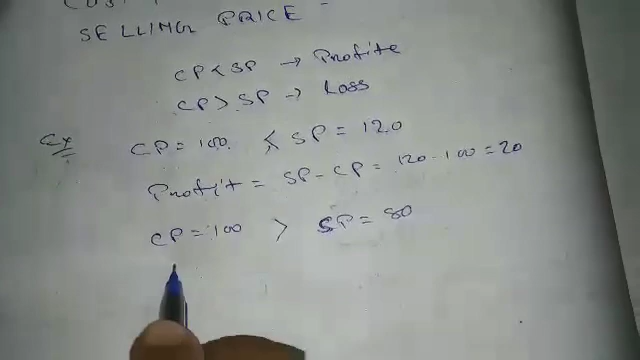 SELLING PRICE -
CP < SP → Profite
CP > SP → Loss
Ex CP = 100. < SP = 120
Profit = SP - CP = 120 - 100 = 20
CP = 100 > SP = 80